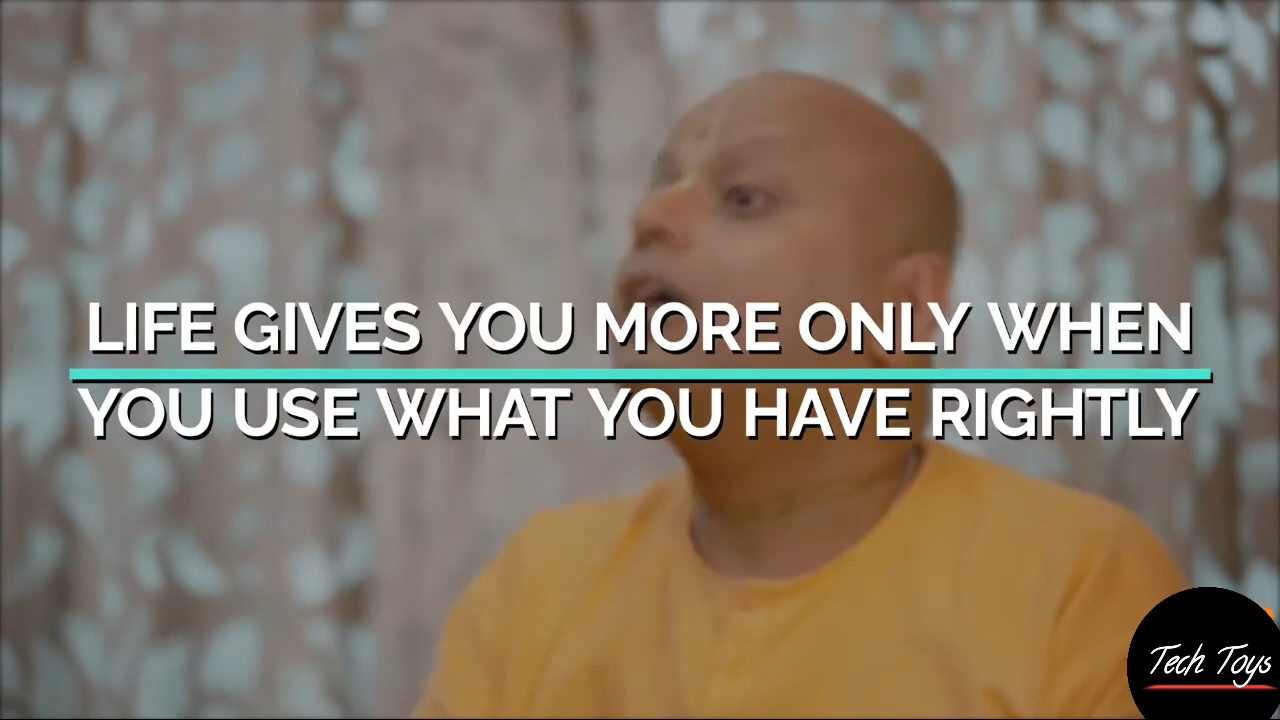 LIFE GIVES YOU MORE ONLY WHEN
YOU USE WHAT YOU HAVE RIGHTLY
Tech Toys